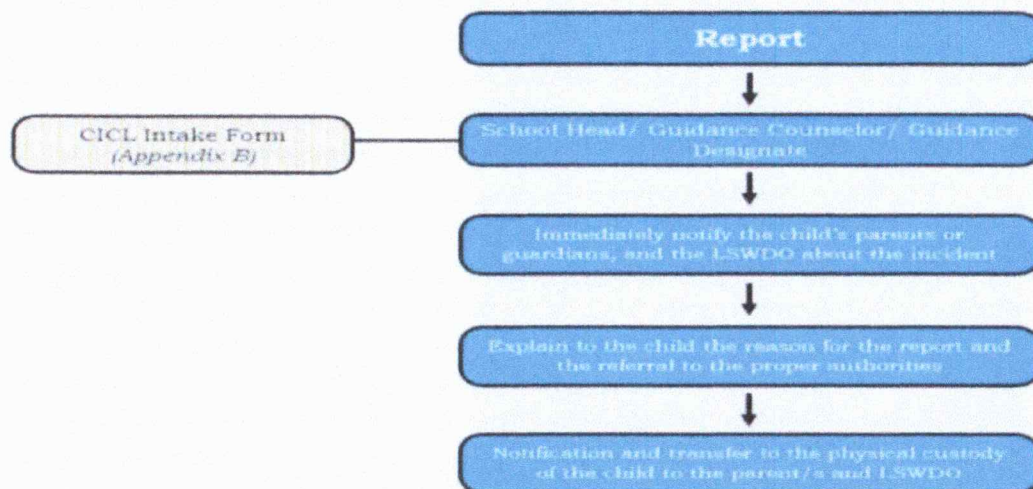 Report
CICL Intake Form
(Appendix B)
School Head/ Guidance Counselor/ Guidance
Designate
Immediately notify the child's parents or
guardians, and the LSWDO about the incident
Explain to the child the reason for the report and
the referral to the proper authorities
Notification and transfer to the physical custody
of the child to the parent/s and LSWDO